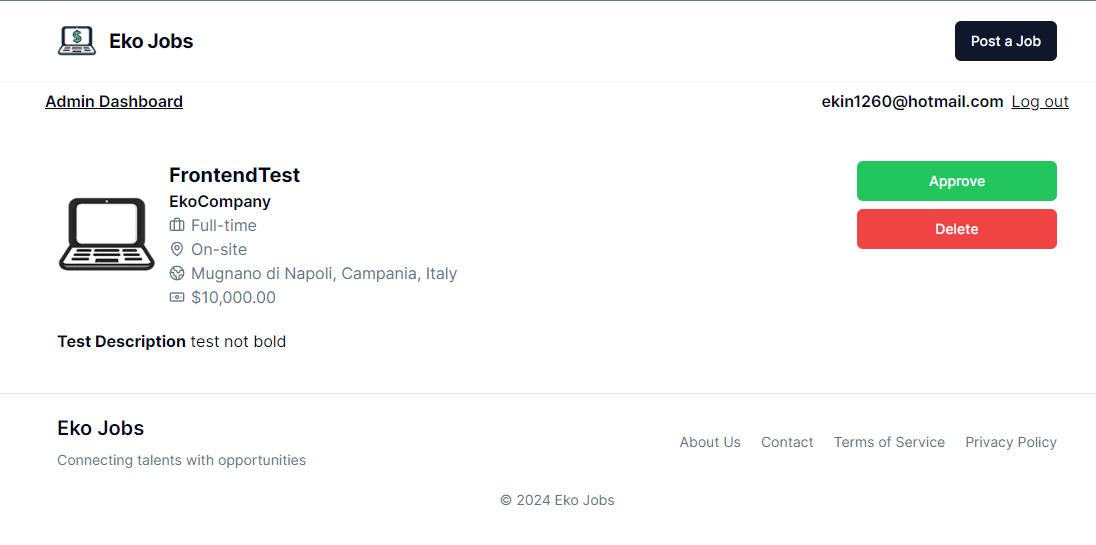 Eko Jobs
Post a Job
Admin Dashboard
ekin1260@hotmail.com Log out
FrontendTest
EkoCompany
Full-time
On-site
Mugnano di Napoli, Campania, Italy
$10,000.00
Approve
Delete
Test Description test not bold
Eko Jobs
Connecting talents with opportunities
About Us Contact Terms of Service Privacy Policy
© 2024 Eko Jobs